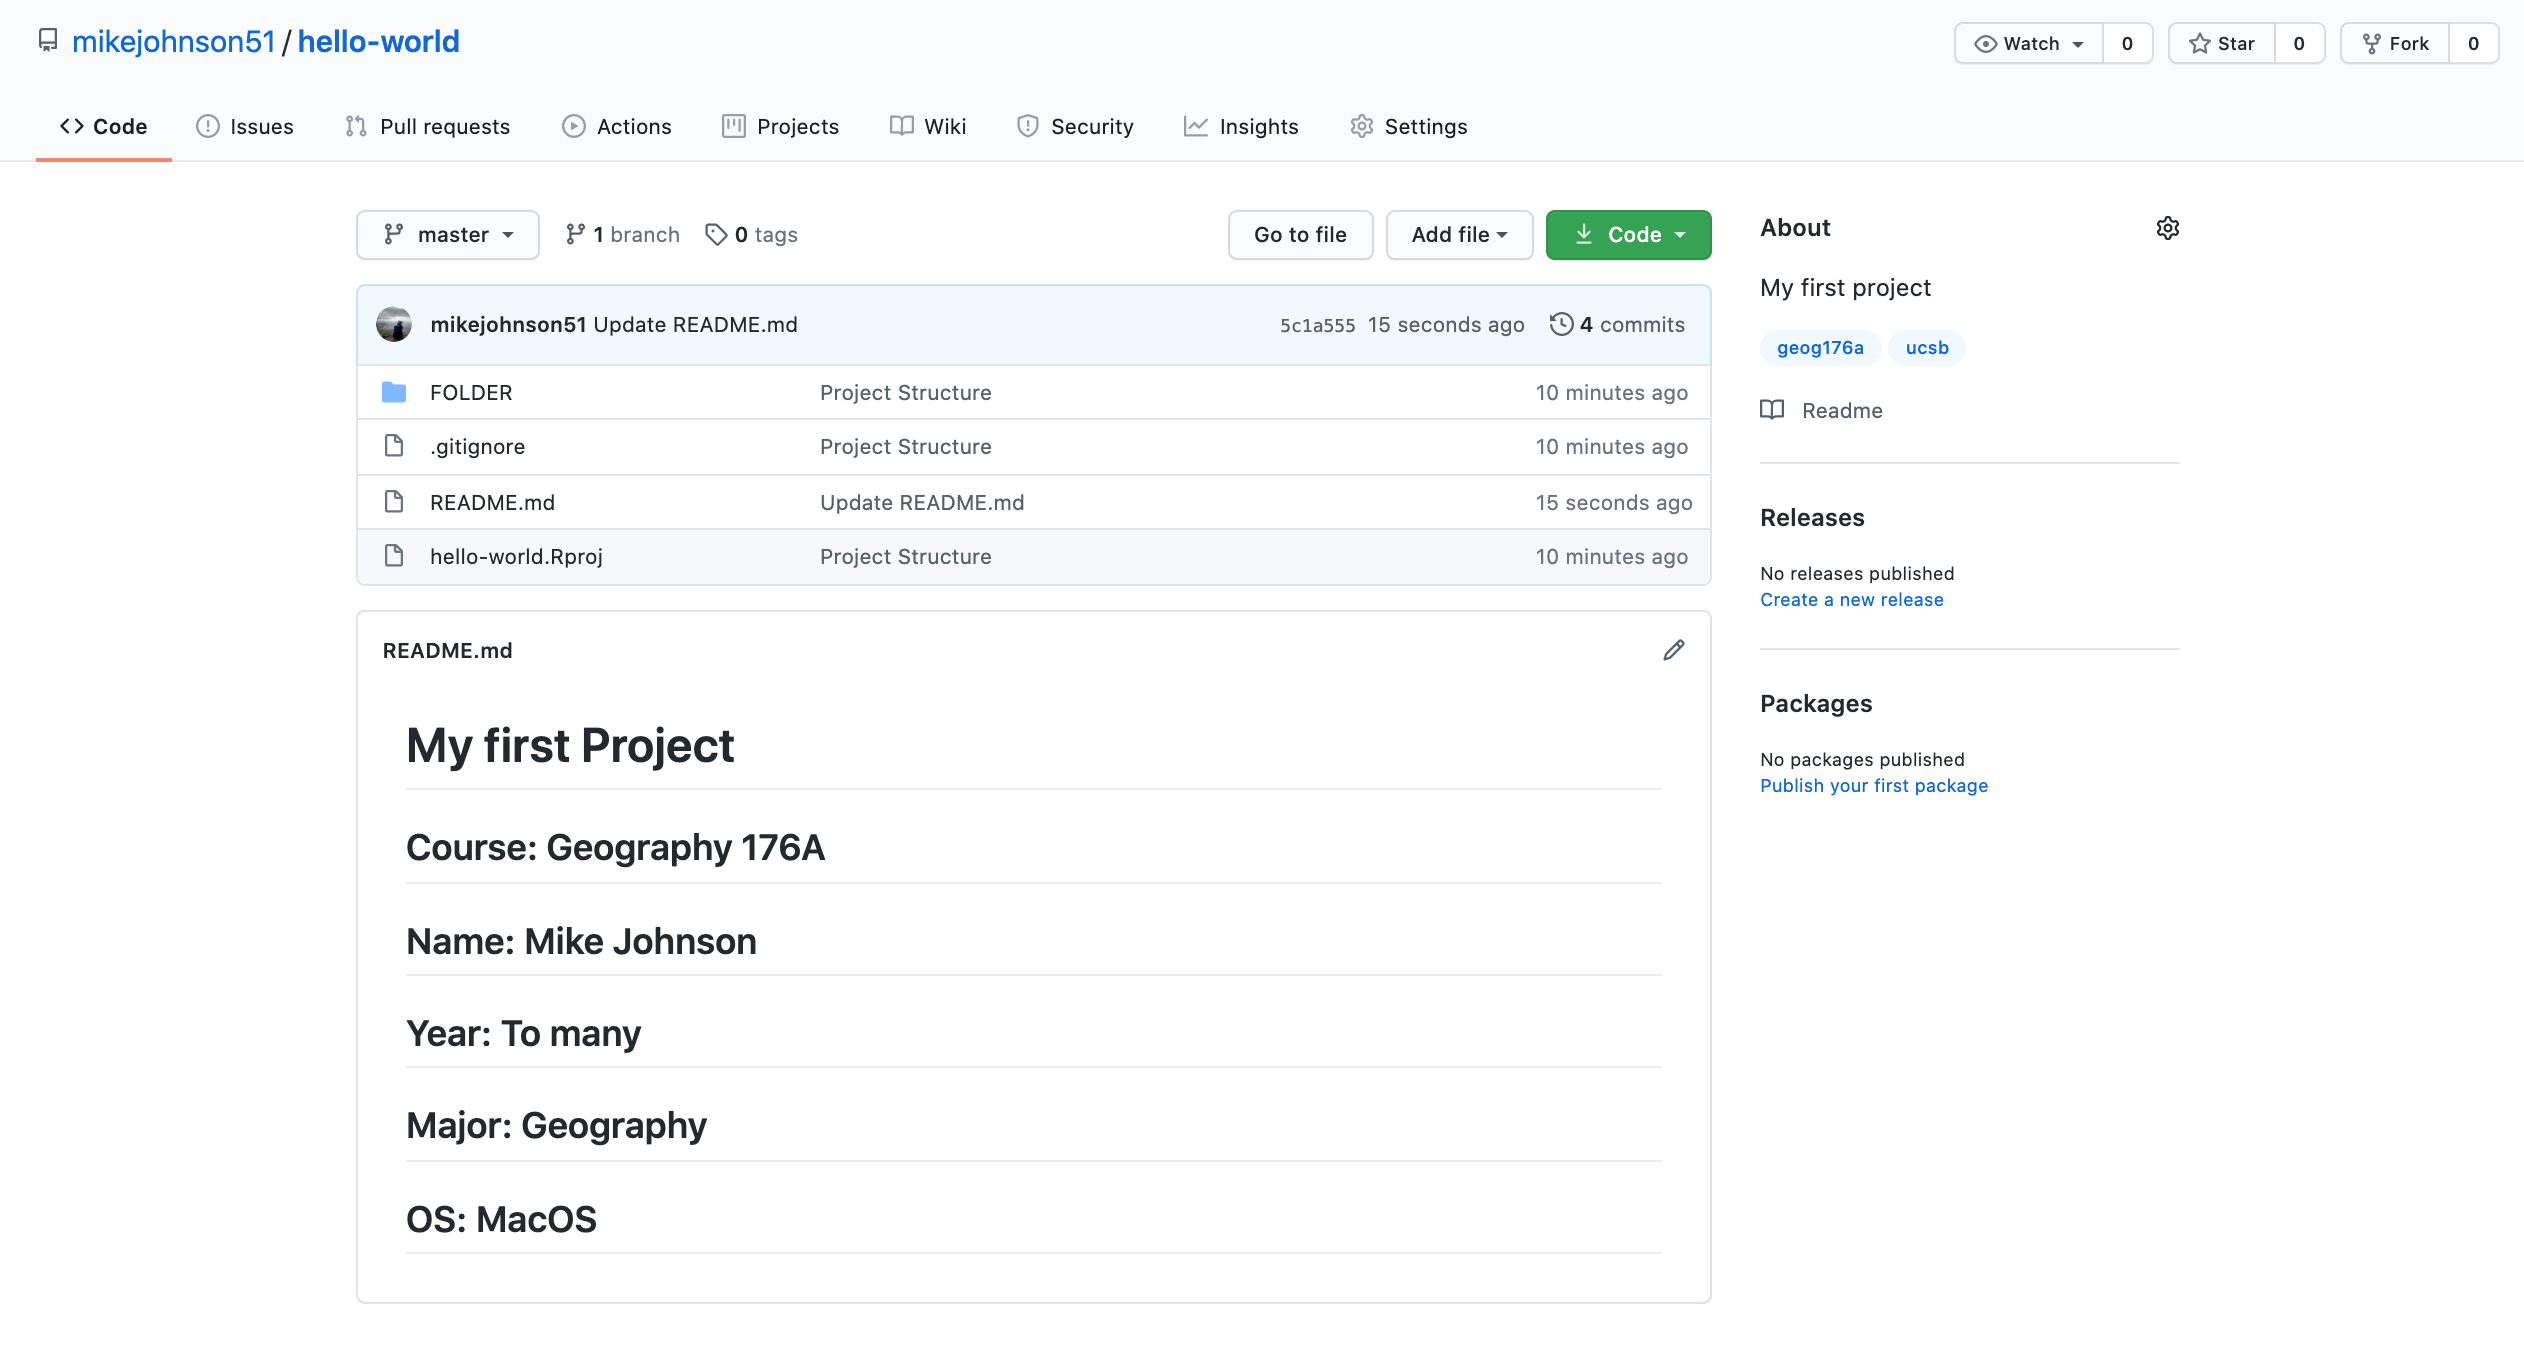 mikejohnson51 / hello-world
Watch 0 Star 0 Fork 0
Code Issues Pull requests Actions Projects Wiki Security Insights Settings
master 1 branch 0 tags Go to file Add file Code
mikejohnson51 Update README.md 5c1a555 15 seconds ago 4 commits
FOLDER Project Structure 10 minutes ago
.gitignore Project Structure 10 minutes ago
README.md Update README.md 15 seconds ago
hello-world.Rproj Project Structure 10 minutes ago
README.md
My first Project
Course: Geography 176A
Name: Mike Johnson
Year: To many
Major: Geography
OS: MacOS
About
My first project
geog176a ucsb
Readme
Releases
No releases published
Create a new release
Packages
No packages published
Publish your first package